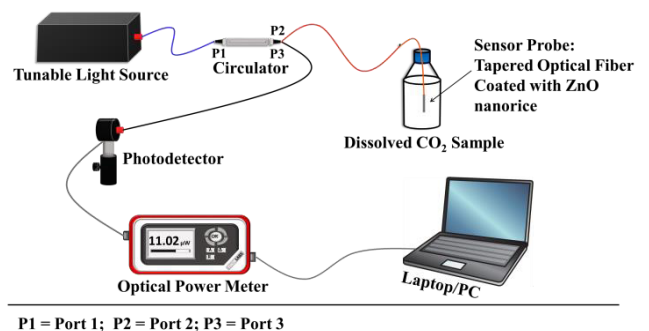 P1
P2
P3
Circulator
Tunable Light Source
Sensor Probe:
Tapered Optical Fiber
Coated with ZnO
nanorice
Dissolved CO₂ Sample
Photodetector
11.02 µW
Optical Power Meter
Laptop/PC
P1 = Port 1; P2 = Port 2; P3 = Port 3